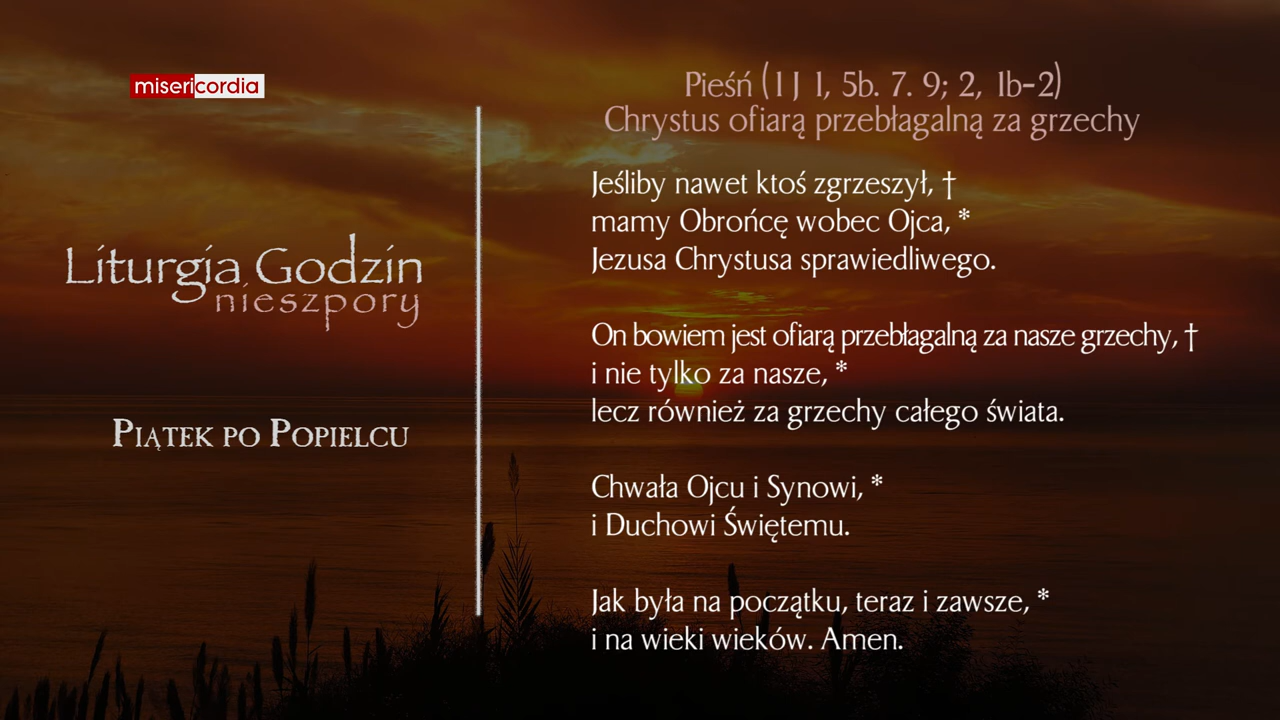 misericordia
Liturgia Godzin
nieszpory
Piątek po Popielcu
Pieśń (1 J 1, 5b. 7. 9; 2, 1b-2)
Chrystus ofiarą przebłagalną za grzechy
Jeśliby nawet ktoś zgrzeszył, †
mamy Obrońcę wobec Ojca, *
Jezusa Chrystusa sprawiedliwego.
On bowiem jest ofiarą przebłagalną za nasze grzechy, †
i nie tylko za nasze, *
lecz również za grzechy całego świata.
Chwała Ojcu i Synowi, *
i Duchowi Świętemu.
Jak była na początku, teraz i zawsze, *
i na wieki wieków. Amen.